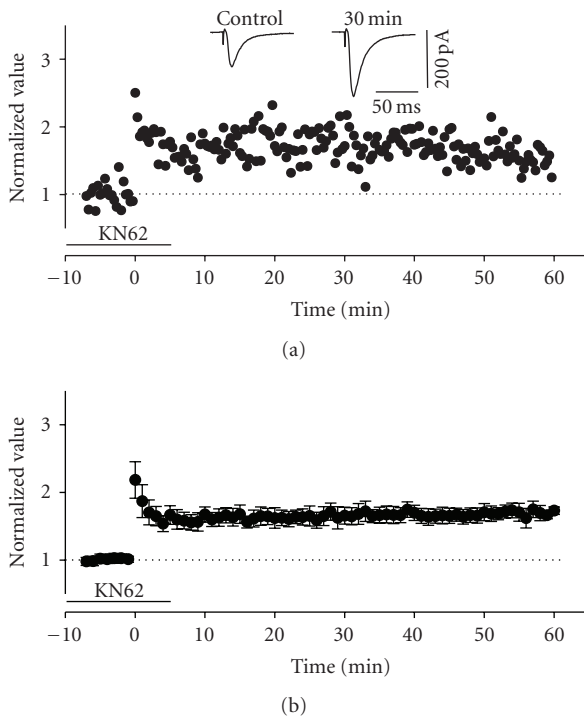 Control
30 min
200 pA
50 ms
3
2
1
Normalized value
KN62
−10 0 10 20 30 40 50 60
Time (min)
(a)
3
2
1
Normalized value
KN62
−10 0 10 20 30 40 50 60
Time (min)
(b)